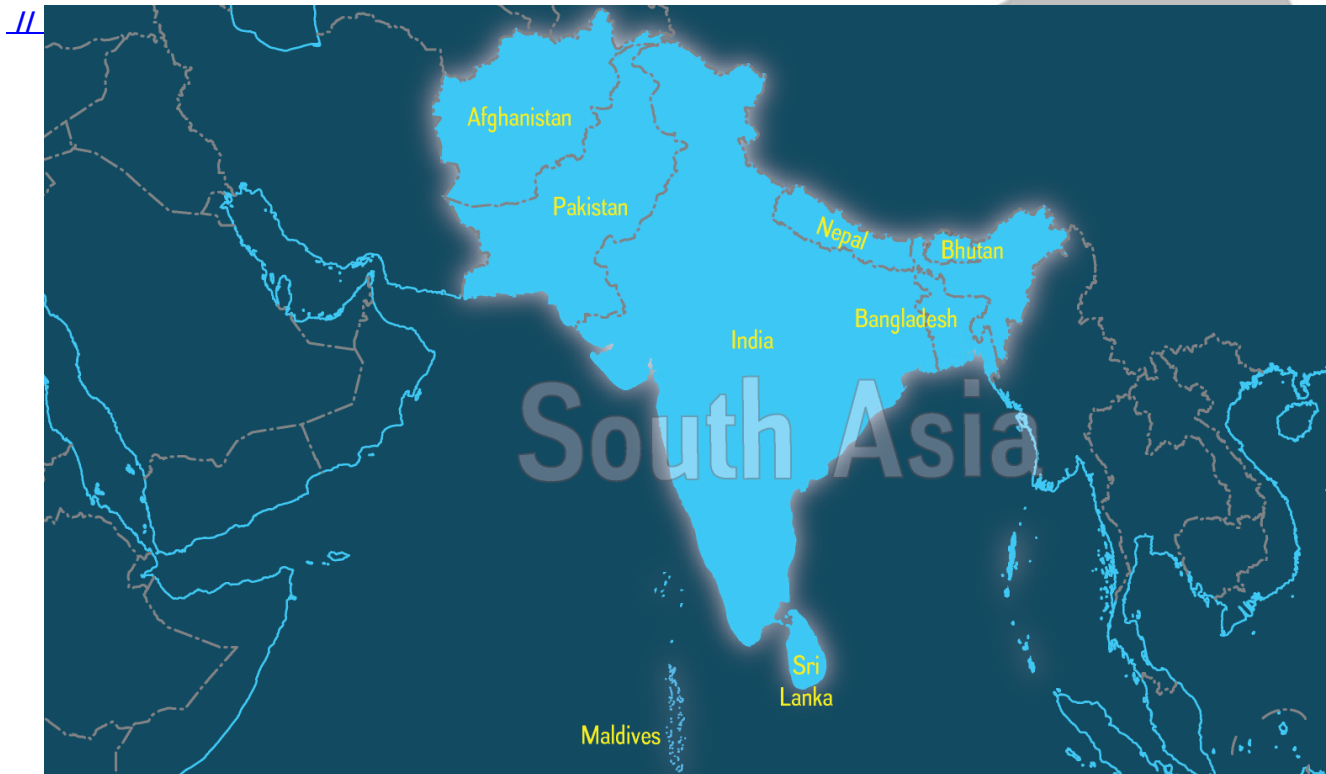 //
Afghanistan
Pakistan
Nepal
Bhutan
Bangladesh
India
South Asia
Sri
Lanka
Maldives